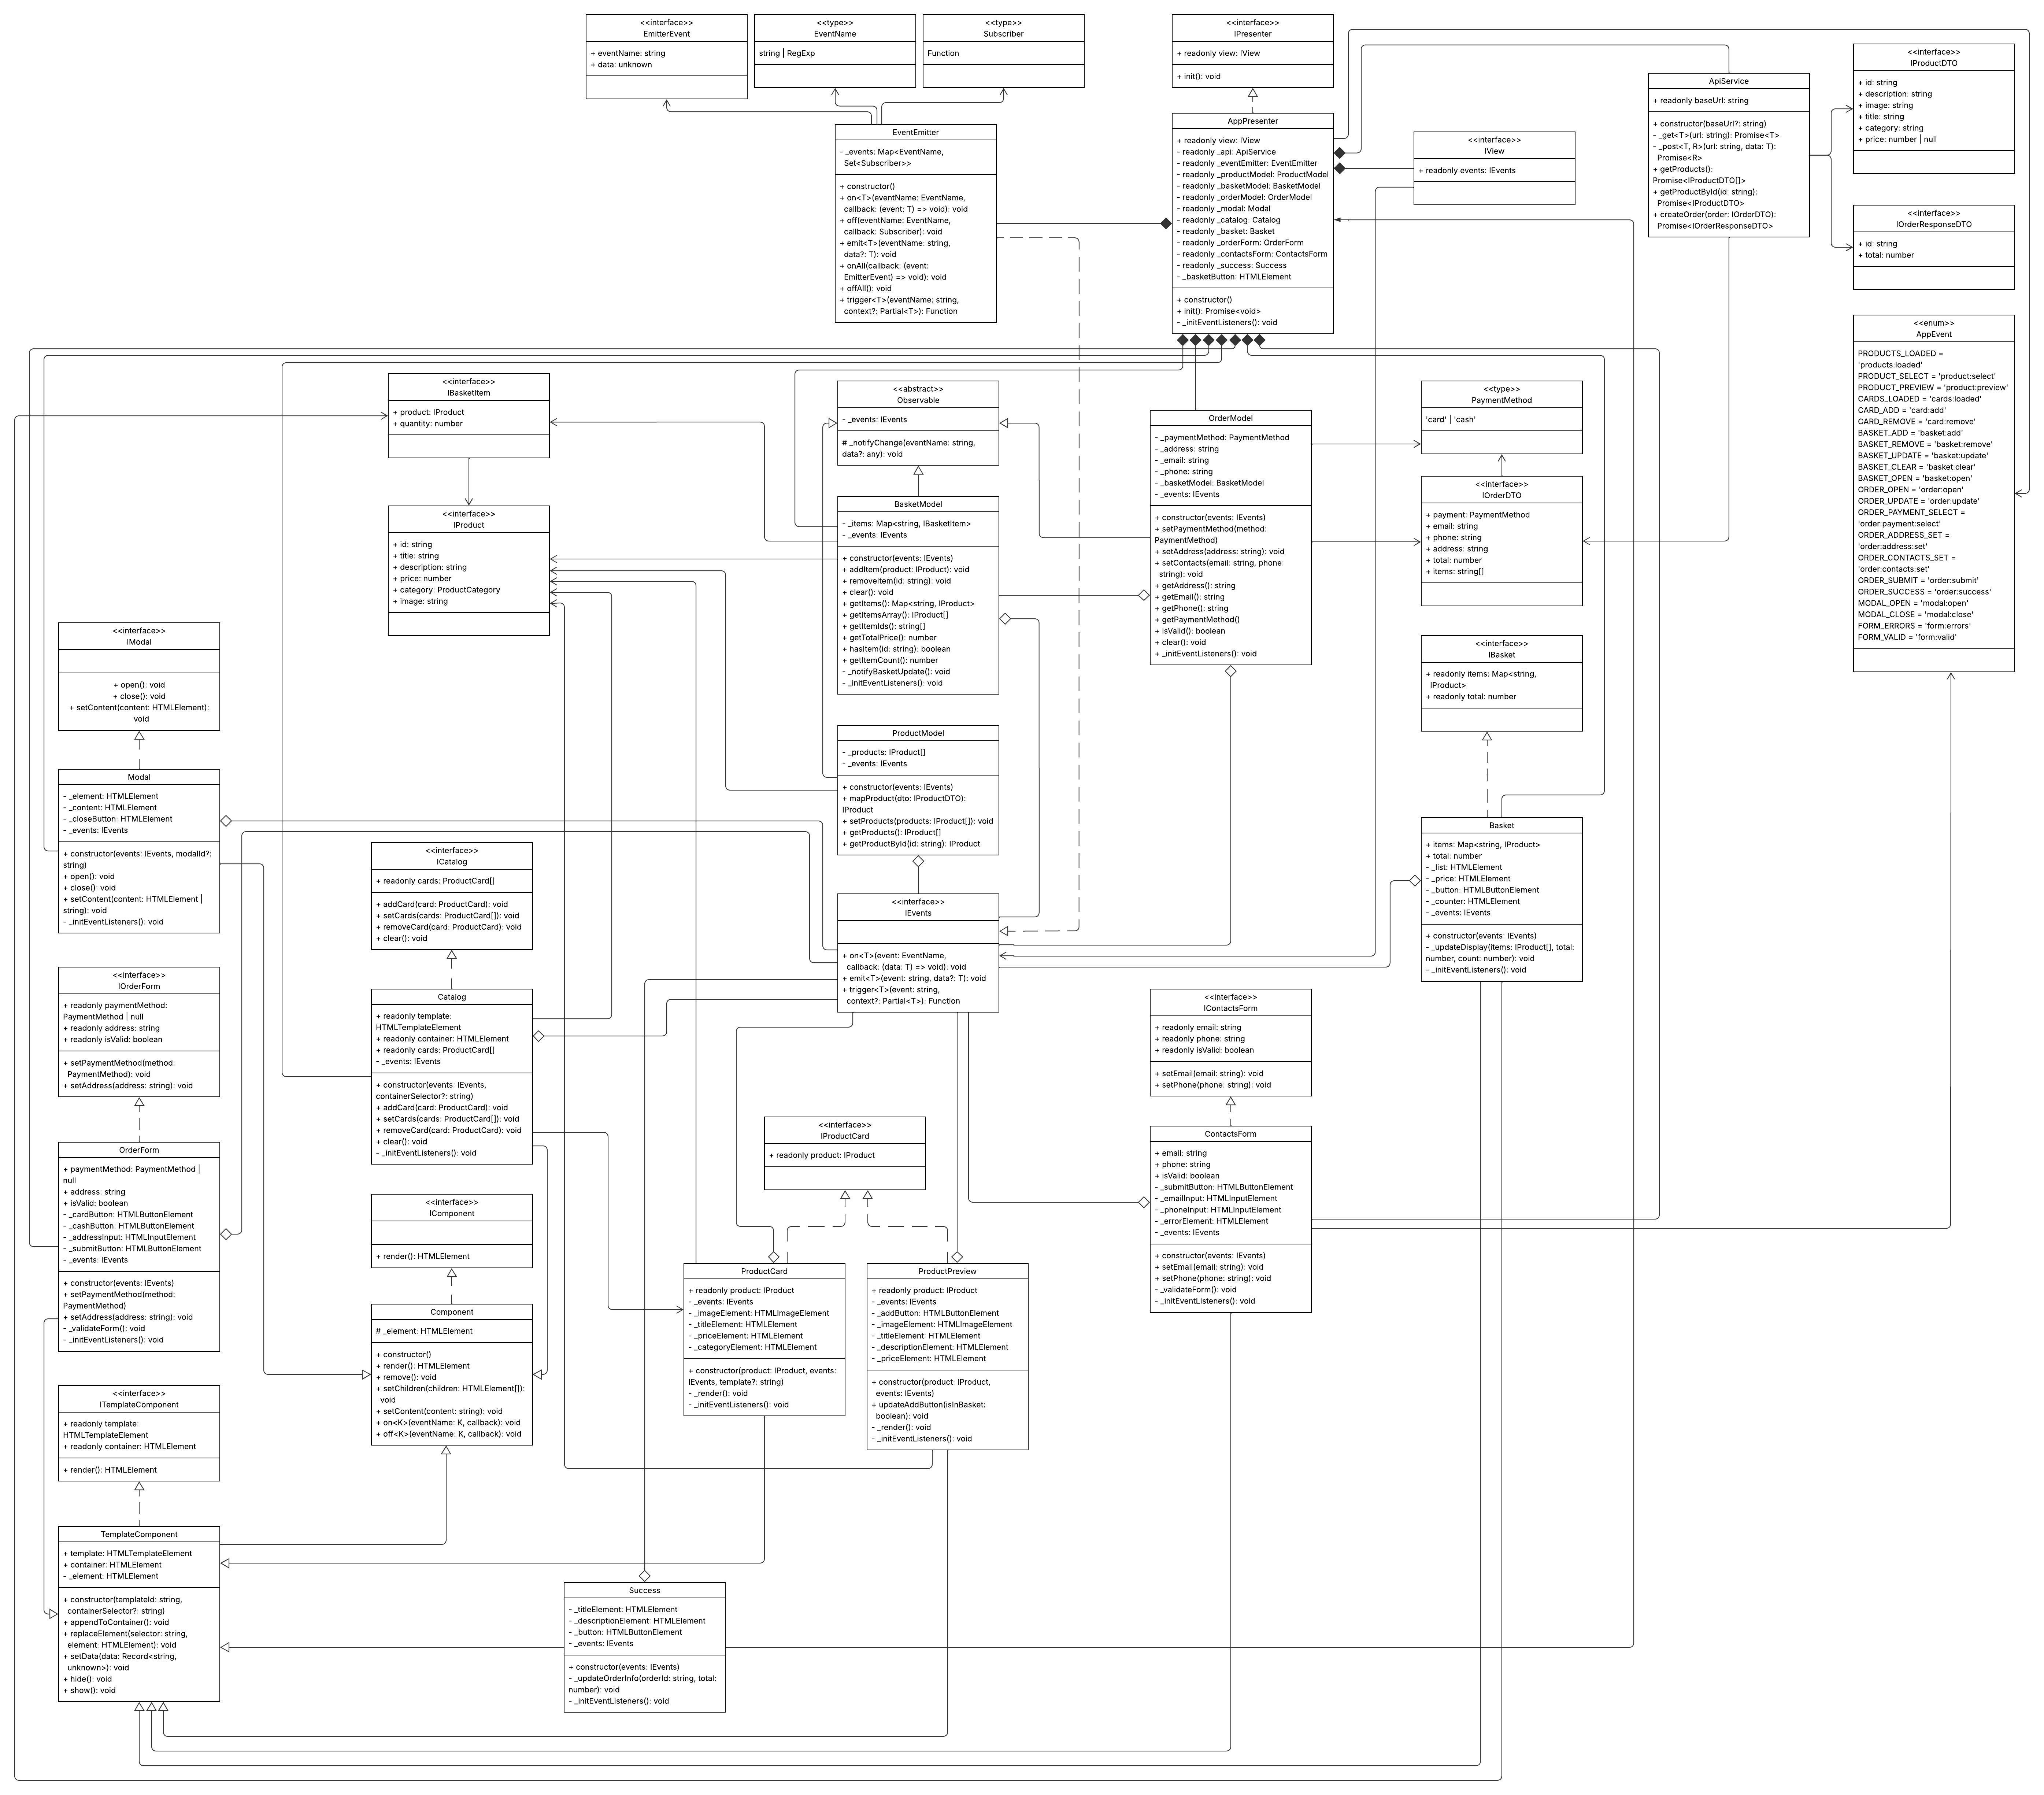 <<interface>>
EmitterEvent
+ eventName: string
+ data: unknown
<<type>>
EventName
string | RegExp
<<type>>
Subscriber
Function
<<interface>>
IPresenter
+ readonly view: IView
+ init(): void
<<interface>>
IProductDTO
+ id: string
+ description: string
+ image: string
+ title: string
+ category: string
+ price: number | null
ApiService
+ readonly baseUrl: string
+ constructor(baseUrl?: string)
- _get<T>(url: string): Promise<T>
- _post<T, R>(url: string, data: T):
Promise<R>
+ getProducts():
Promise<IProductDTO[]>
+ getProductById(id: string):
Promise<IProductDTO>
+ createOrder(order: IOrderDTO):
Promise<IOrderResponseDTO>
EventEmitter
- _events: Map<EventName,
Set<Subscriber>>
+ constructor()
+ on<T>(eventName: EventName,
callback: (event: T) => void): void
+ off(eventName: EventName,
callback: Subscriber): void
+ emit<T>(eventName: string,
data?: T): void
+ onAll(callback: (event:
EmitterEvent) => void): void
+ offAll(): void
+ trigger<T>(eventName: string,
context?: Partial<T>): Function
AppPresenter
+ readonly view: IView
- readonly _api: ApiService
- readonly _eventEmitter: EventEmitter
- readonly _productModel: ProductModel
- readonly _basketModel: BasketModel
- readonly _orderModel: OrderModel
- readonly _modal: Modal
- readonly _catalog: Catalog
- readonly _basket: Basket
- readonly _orderForm: OrderForm
- readonly _contactsForm: ContactsForm
- readonly _success: Success
- _basketButton: HTMLElement
+ constructor()
+ init(): Promise<void>
- _initEventListeners(): void
<<interface>>
IView
+ readonly events: IEvents
<<interface>>
IOrderResponseDTO
+ id: string
+ total: number
<<enum>>
AppEvent
PRODUCTS_LOADED =
'products:loaded'
PRODUCT_SELECT = 'product:select'
PRODUCT_PREVIEW = 'product:preview'
CARDS_LOADED = 'cards:loaded'
CARD_ADD = 'card:add'
CARD_REMOVE = 'card:remove'
BASKET_ADD = 'basket:add'
BASKET_REMOVE = 'basket:remove'
BASKET_UPDATE = 'basket:update'
BASKET_CLEAR = 'basket:clear'
BASKET_OPEN = 'basket:open'
ORDER_OPEN = 'order:open'
ORDER_UPDATE = 'order:update'
ORDER_PAYMENT_SELECT =
'order:payment:select'
ORDER_ADDRESS_SET =
'order:address:set'
ORDER_CONTACTS_SET =
'order:contacts:set'
ORDER_SUBMIT = 'order:submit'
ORDER_SUCCESS = 'order:success'
MODAL_OPEN = 'modal:open'
MODAL_CLOSE = 'modal:close'
FORM_ERRORS = 'form:errors'
FORM_VALID = 'form:valid'
<<interface>>
IBasketItem
+ product: IProduct
+ quantity: number
<<abstract>>
Observable
- _events: IEvents
# _notifyChange(eventName: string,
data?: any): void
<<type>>
PaymentMethod
'card' | 'cash'
OrderModel
- _paymentMethod: PaymentMethod
- _address: string
- _email: string
- _phone: string
- _basketModel: BasketModel
- _events: IEvents
+ constructor(events: IEvents)
+ setPaymentMethod(method:
PaymentMethod)
+ setAddress(address: string): void
+ setContacts(email: string, phone:
string): void
+ getAddress(): string
+ getEmail(): string
+ getPhone(): string
+ getPaymentMethod()
+ isValid(): boolean
+ clear(): void
+ _initEventListeners(): void
<<interface>>
IOrderDTO
+ payment: PaymentMethod
+ email: string
+ phone: string
+ address: string
+ total: number
+ items: string[]
BasketModel
- _items: Map<string, IBasketItem>
- _events: IEvents
+ constructor(events: IEvents)
+ addItem(product: IProduct): void
+ removeItem(id: string): void
+ clear(): void
+ getItems(): Map<string, IProduct>
+ getItemsArray(): IProduct[]
+ getItemIds(): string[]
+ getTotalPrice(): number
+ hasItem(id: string): boolean
+ getItemCount(): number
- _notifyBasketUpdate(): void
- _initEventListeners(): void
<<interface>>
IProduct
+ id: string
+ title: string
+ description: string
+ price: number
+ category: ProductCategory
+ image: string
<<interface>>
IModal
+ open(): void
+ close(): void
+ setContent(content: HTMLElement):
void
<<interface>>
IBasket
+ readonly items: Map<string,
IProduct>
+ readonly total: number
ProductModel
- _products: IProduct[]
- _events: IEvents
+ constructor(events: IEvents)
+ mapProduct(dto: IProductDTO):
IProduct
+ setProducts(products: IProduct[]): void
+ getProducts(): IProduct[]
+ getProductById(id: string): IProduct
Modal
- _element: HTMLElement
- _content: HTMLElement
- _closeButton: HTMLElement
- _events: IEvents
+ constructor(events: IEvents, modalId?:
string)
+ open(): void
+ close(): void
+ setContent(content: HTMLElement |
string): void
- _initEventListeners(): void
<<interface>>
ICatalog
+ readonly cards: ProductCard[]
+ addCard(card: ProductCard): void
+ setCards(cards: ProductCard[]): void
+ removeCard(card: ProductCard): void
+ clear(): void
Basket
+ items: Map<string, IProduct>
+ total: number
- _list: HTMLElement
- _price: HTMLElement
- _button: HTMLButtonElement
- _counter: HTMLElement
- _events: IEvents
+ constructor(events: IEvents)
- _updateDisplay(items: IProduct[], total:
number, count: number): void
- _initEventListeners(): void
<<interface>>
IEvents
+ on<T>(event: EventName,
callback: (data: T) => void): void
+ emit<T>(event: string, data?: T): void
+ trigger<T>(event: string,
context?: Partial<T>): Function
<<interface>>
IOrderForm
+ readonly paymentMethod:
PaymentMethod | null
+ readonly address: string
+ readonly isValid: boolean
+ setPaymentMethod(method:
PaymentMethod): void
+ setAddress(address: string): void
Catalog
+ readonly template:
HTMLTemplateElement
+ readonly container: HTMLElement
+ readonly cards: ProductCard[]
- _events: IEvents
+ constructor(events: IEvents,
containerSelector?: string)
+ addCard(card: ProductCard): void
+ setCards(cards: ProductCard[]): void
+ removeCard(card: ProductCard): void
+ clear(): void
- _initEventListeners(): void
<<interface>>
IContactsForm
+ readonly email: string
+ readonly phone: string
+ readonly isValid: boolean
+ setEmail(email: string): void
+ setPhone(phone: string): void
<<interface>>
IProductCard
+ readonly product: IProduct
OrderForm
+ paymentMethod: PaymentMethod |
null
+ address: string
+ isValid: boolean
- _cardButton: HTMLButtonElement
- _cashButton: HTMLButtonElement
- _addressInput: HTMLInputElement
- _submitButton: HTMLButtonElement
- _events: IEvents
+ constructor(events: IEvents)
+ setPaymentMethod(method:
PaymentMethod)
+ setAddress(address: string): void
- _validateForm(): void
- _initEventListeners(): void
ContactsForm
+ email: string
+ phone: string
+ isValid: boolean
- _submitButton: HTMLButtonElement
- _emailInput: HTMLInputElement
- _phoneInput: HTMLInputElement
- _errorElement: HTMLElement
- _events: IEvents
+ constructor(events: IEvents)
+ setEmail(email: string): void
+ setPhone(phone: string): void
- _validateForm(): void
- _initEventListeners(): void
<<interface>>
IComponent
+ render(): HTMLElement
Component
# _element: HTMLElement
+ constructor()
+ render(): HTMLElement
+ remove(): void
+ setChildren(children: HTMLElement[]):
void
+ setContent(content: string): void
+ on<K>(eventName: K, callback): void
+ off<K>(eventName: K, callback): void
ProductCard
+ readonly product: IProduct
- _events: IEvents
- _imageElement: HTMLImageElement
- _titleElement: HTMLElement
- _priceElement: HTMLElement
- _categoryElement: HTMLElement
+ constructor(product: IProduct, events:
IEvents, template?: string)
- _render(): void
- _initEventListeners(): void
ProductPreview
+ readonly product: IProduct
- _events: IEvents
- _addButton: HTMLButtonElement
- _imageElement: HTMLImageElement
- _titleElement: HTMLElement
- _descriptionElement: HTMLElement
- _priceElement: HTMLElement
+ constructor(product: IProduct,
events: IEvents)
+ updateAddButton(isInBasket:
boolean): void
- _render(): void
- _initEventListeners(): void
<<interface>>
ITemplateComponent
+ readonly template:
HTMLTemplateElement
+ readonly container: HTMLElement
+ render(): HTMLElement
TemplateComponent
+ template: HTMLTemplateElement
+ container: HTMLElement
- _element: HTMLElement
+ constructor(templateId: string,
containerSelector?: string)
+ appendToContainer(): void
+ replaceElement(selector: string,
element: HTMLElement): void
+ setData(data: Record<string,
unknown>): void
+ hide(): void
+ show(): void
Success
- _titleElement: HTMLElement
- _descriptionElement: HTMLElement
- _button: HTMLButtonElement
- _events: IEvents
+ constructor(events: IEvents)
- _updateOrderInfo(orderId: string, total:
number): void
- _initEventListeners(): void